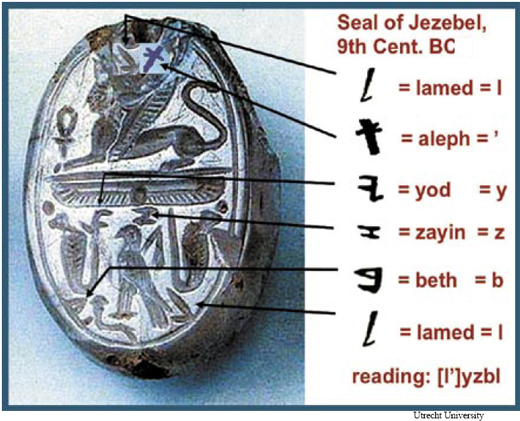 Seal of Jezebel,
9th Cent. BC
= lamed = l
= aleph = ’
= yod = y
= zayin = z
= beth = b
= lamed = l
reading: [l’]yzbl
Utrecht University